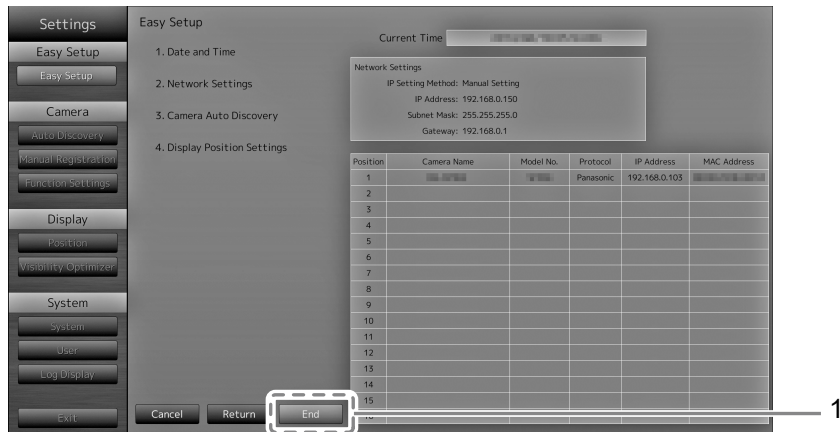 Settings
Easy Setup
Easy Setup
Camera
Auto Discovery
Manual Registration
Function Settings
Display
Position
Visibility Optimizer
System
System
User
Log Display
Exit
Easy Setup
1. Date and Time
2. Network Settings
3. Camera Auto Discovery
4. Display Position Settings
Current Time
Network Settings
IP Setting Method: Manual Setting
IP Address: 192.168.0.150
Subnet Mask: 255.255.255.0
Gateway: 192.168.0.1
Position Camera Name Model No. Protocol IP Address MAC Address
1 Panasonic 192.168.0.103
2
3
4
5
6
7
8
9
10
11
12
13
14
15
Cancel Return End
1